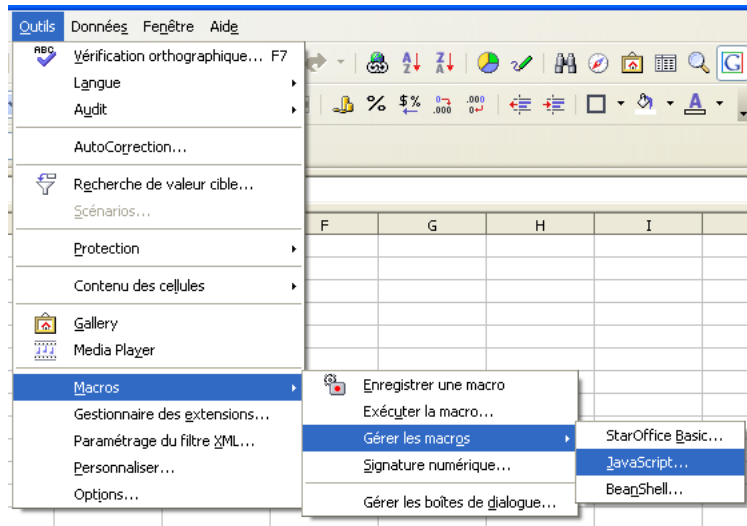 Outils Données Fenêtre Aide
Vérification orthographique... F7
Langue
Audit
AutoCorrection...
Recherche de valeur cible...
Scénarios...
Protection
Contenu des cellules
Gallery
Media Player
Macros
Gestionnaire des extensions...
Paramétrage du filtre XML...
Personnaliser...
Options...
F G H I
Enregistrer une macro
Exécuter la macro...
Gérer les macros
Signature numérique...
Gérer les boîtes de dialogue...
StarOffice Basic...
JavaScript...
BeanShell...